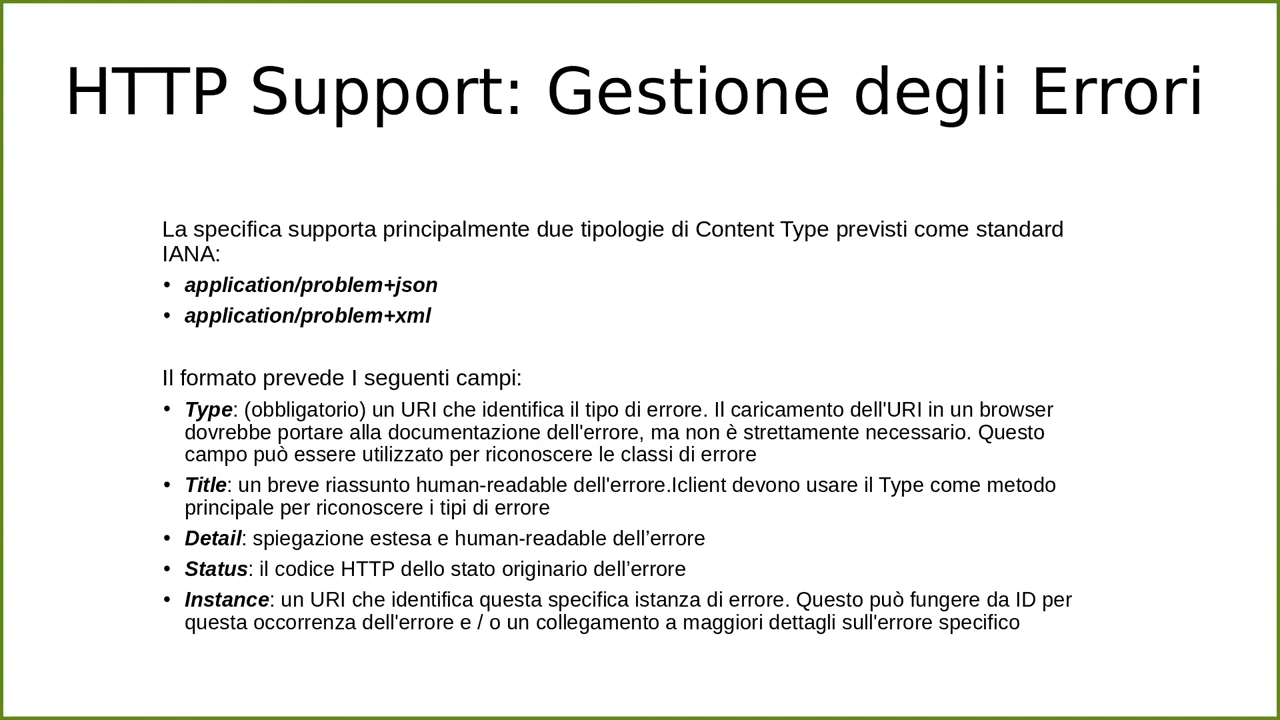 HTTP Support: Gestione degli Errori
La specifica supporta principalmente due tipologie di Content Type previsti come standard
IANA:
• application/problem+json
• application/problem+xml
Il formato prevede I seguenti campi:
• Type: (obbligatorio) un URI che identifica il tipo di errore. Il caricamento dell'URI in un browser
dovrebbe portare alla documentazione dell'errore, ma non è strettamente necessario. Questo
campo può essere utilizzato per riconoscere le classi di errore
• Title: un breve riassunto human-readable dell'errore.Iclient devono usare il Type come metodo
principale per riconoscere i tipi di errore
• Detail: spiegazione estesa e human-readable dell’errore
• Status: il codice HTTP dello stato originario dell’errore
• Instance: un URI che identifica questa specifica istanza di errore. Questo può fungere da ID per
questa occorrenza dell'errore e / o un collegamento a maggiori dettagli sull'errore specifico